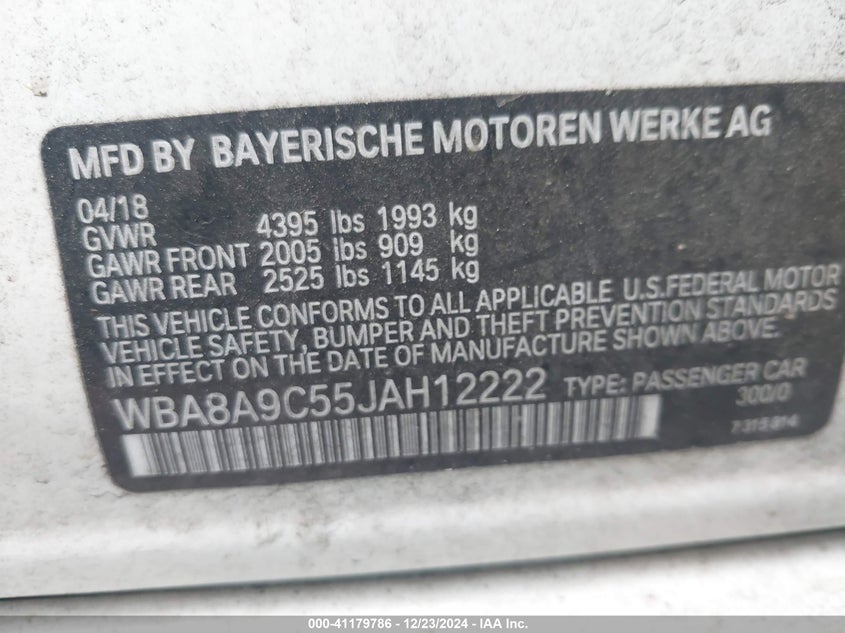 MFD BY BAYERISCHE MOTOREN WERKE AG
04/18
GVWR 4395 lbs 1993 kg
GAWR FRONT 2005 lbs 909 kg
GAWR REAR 2525 lbs 1145 kg
THIS VEHICLE CONFORMS TO ALL APPLICABLE U.S.FEDERAL MOTOR
VEHICLE SAFETY, BUMPER AND THEFT PREVENTION STANDARDS
IN EFFECT ON THE DATE OF MANUFACTURE SHOWN ABOVE.
WBA8A9C55JAH12222 TYPE: PASSENGER CAR
300/0
000-41179786 - 12/23/2024 - IAA Inc.